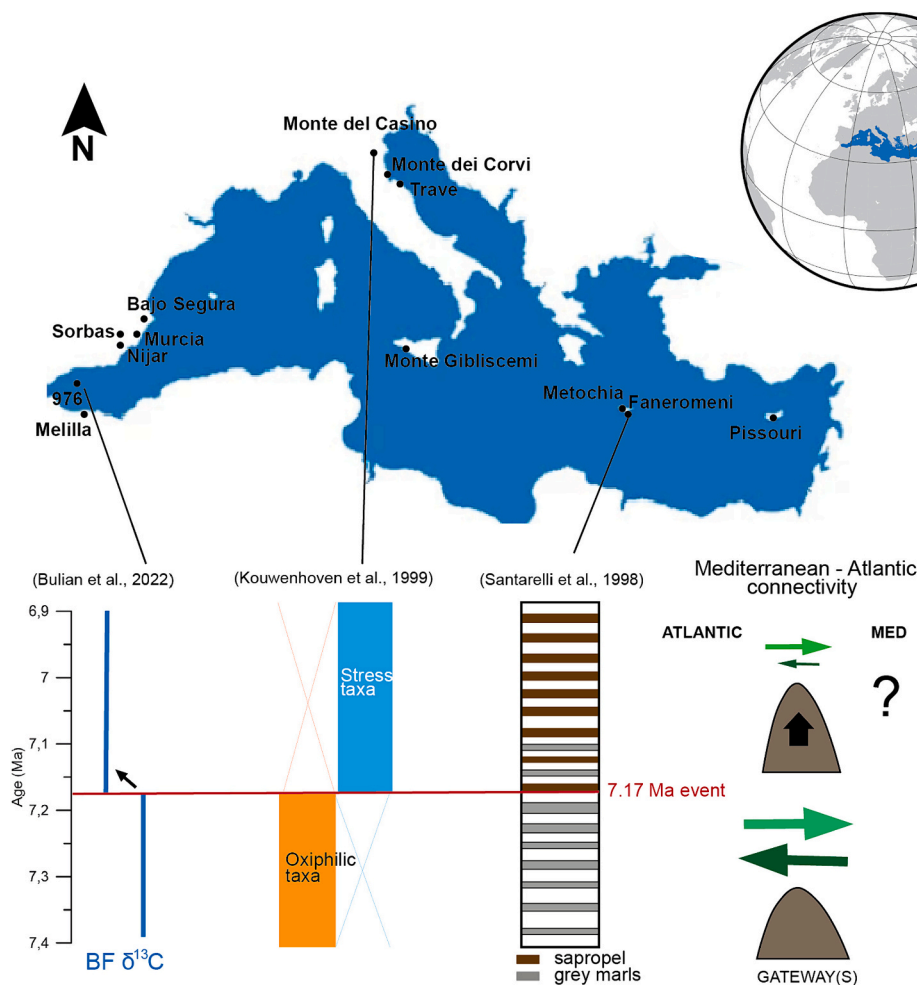 N
Monte del Casino
Monte dei Corvi
Trave
Bajo Segura
Sorbas
Murcia
Nijar
976
Melilla
Monte Gibliscemi
Metochia
Faneromeni
Pissouri
(Bulian et al., 2022)
(Kouwenhoven et al., 1999)
(Santarelli et al., 1998)
Mediterranean - Atlantic
connectivity
ATLANTIC
MED
?
Age (Ma)
6,9
7
7,1
7,2
7,3
7,4
BF δ¹³C
Stress
taxa
Oxiphilic
taxa
7.17 Ma event
sapropel
grey marls
GATEWAY(S)